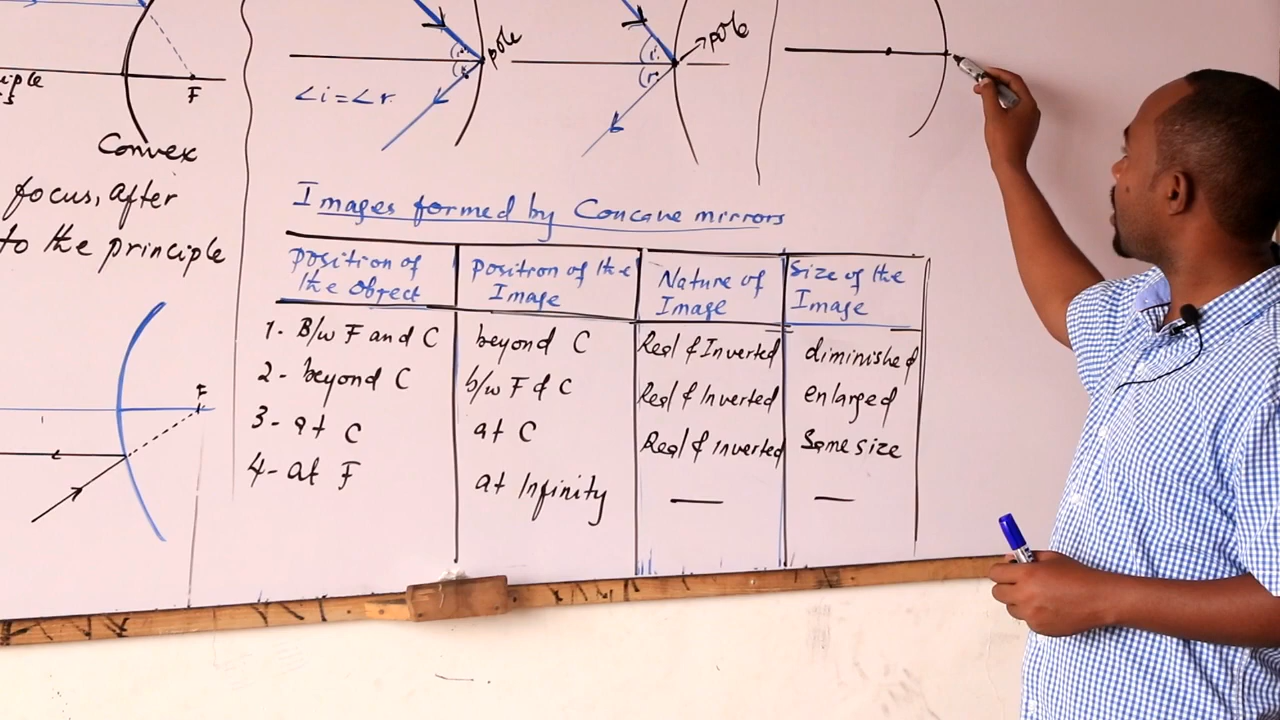 F
Convex
focus, after
to the principle
∠i = ∠r
pole
pole
Images formed by Concave mirrors
Position of the Object
Position of the Image
Nature of Image
Size of the Image
1- B/w F and C
beyond C
Real & Inverted
diminished
2- beyond C
b/w F & C
Real & Inverted
enlarged
3- at C
at C
Real & inverted
Same size
4- at F
at Infinity
—
—
F